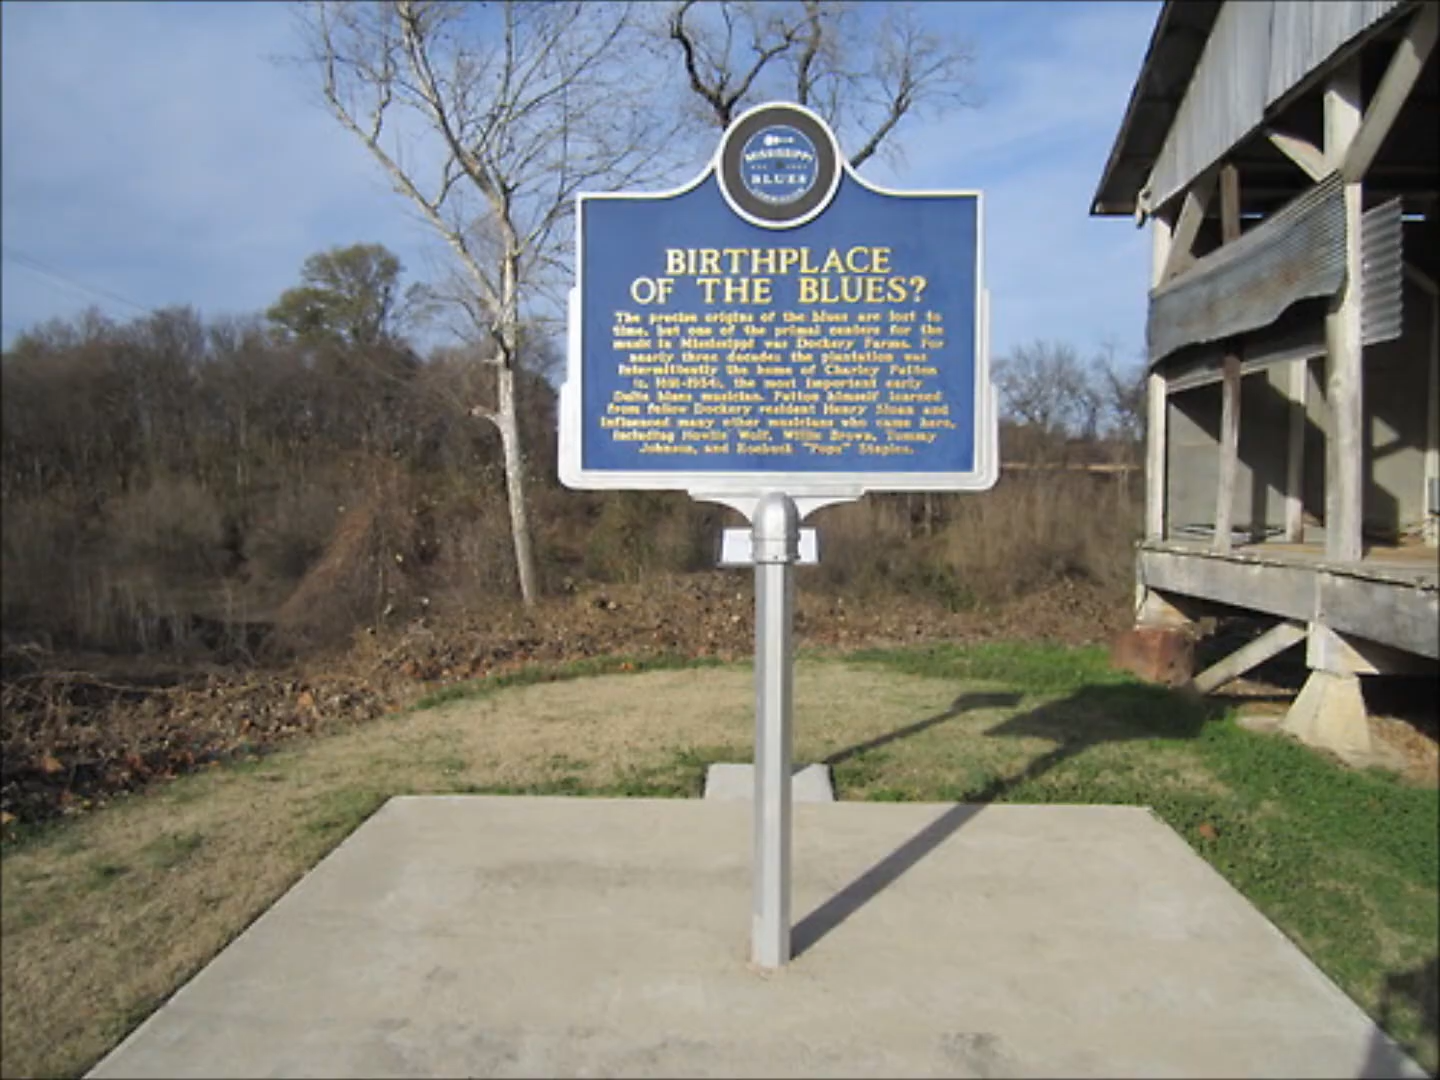 MISSISSIPPI
BLUES
COMMISSION
BIRTHPLACE
OF THE BLUES?
The precise origins of the blues are lost to
time, but one of the primal centers for the
music in Mississippi was Dockery Farms. For
nearly three decades the plantation was
intermittently the home of Charley Patton
(c. 1891-1934), the most important early
Delta blues musician. Patton himself learned
from fellow Dockery resident Henry Sloan and
influenced many other musicians who came here,
including Howlin' Wolf, Willie Brown, Tommy
Johnson, and Roebuck "Pops" Staples.